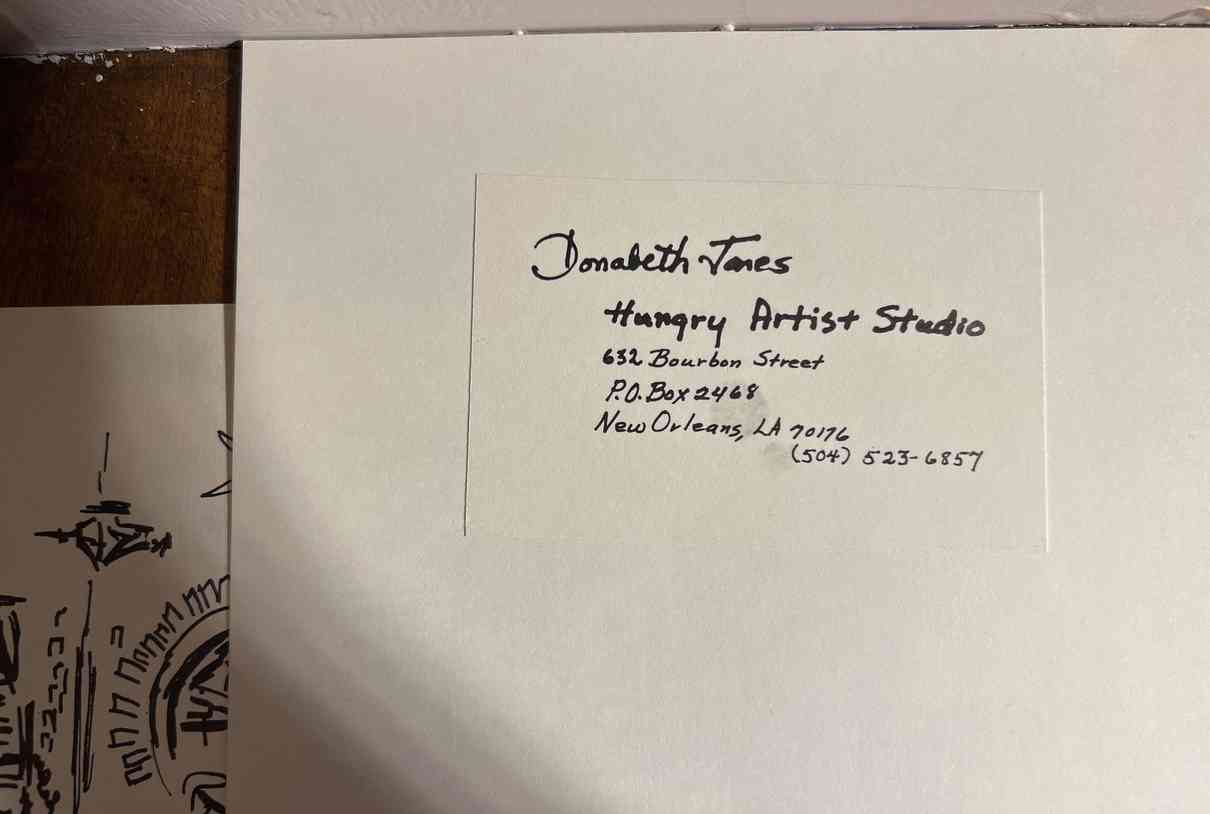 Donabeth Jones
Hungry Artist Studio
632 Bourbon Street
P.O. Box 2468
New Orleans, LA 70176
(504) 523-6857